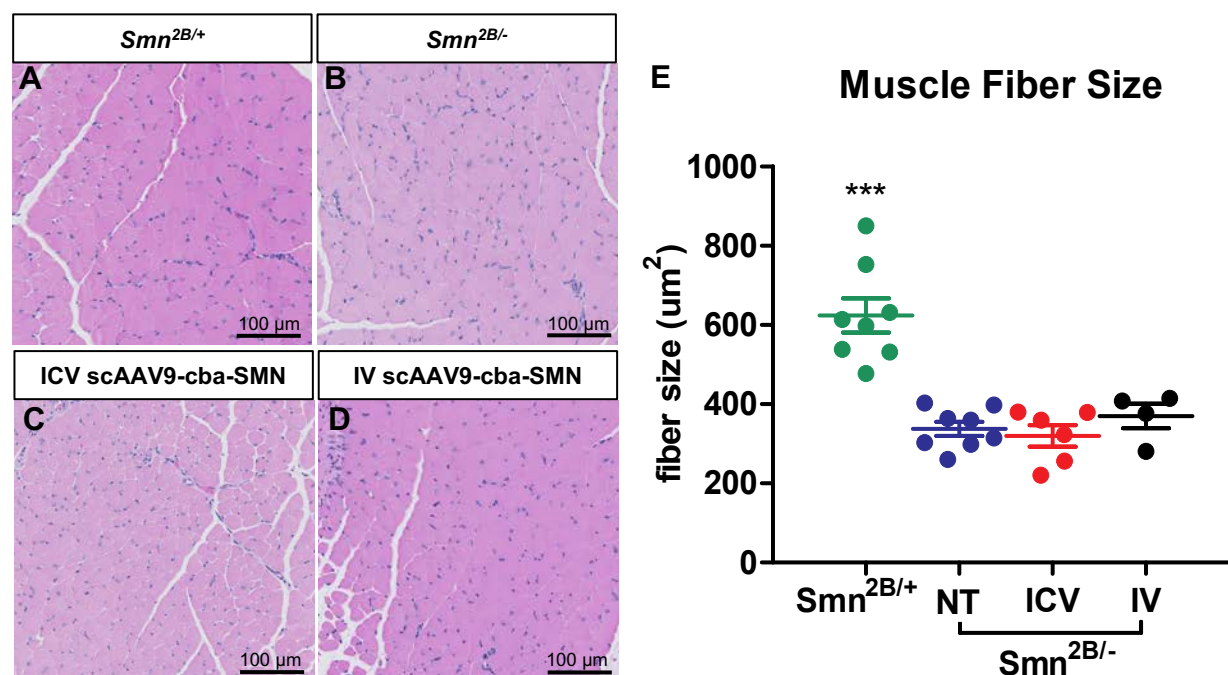 Smn2B/+
Smn2B/-
A
B
100 µm
100 µm
ICV scAAV9-cba-SMN
IV scAAV9-cba-SMN
C
D
100 µm
100 µm
E
Muscle Fiber Size
fiber size (um2)
1000
800
600
400
200
0
***
Smn2B/+
NT
ICV
IV
Smn2B/-